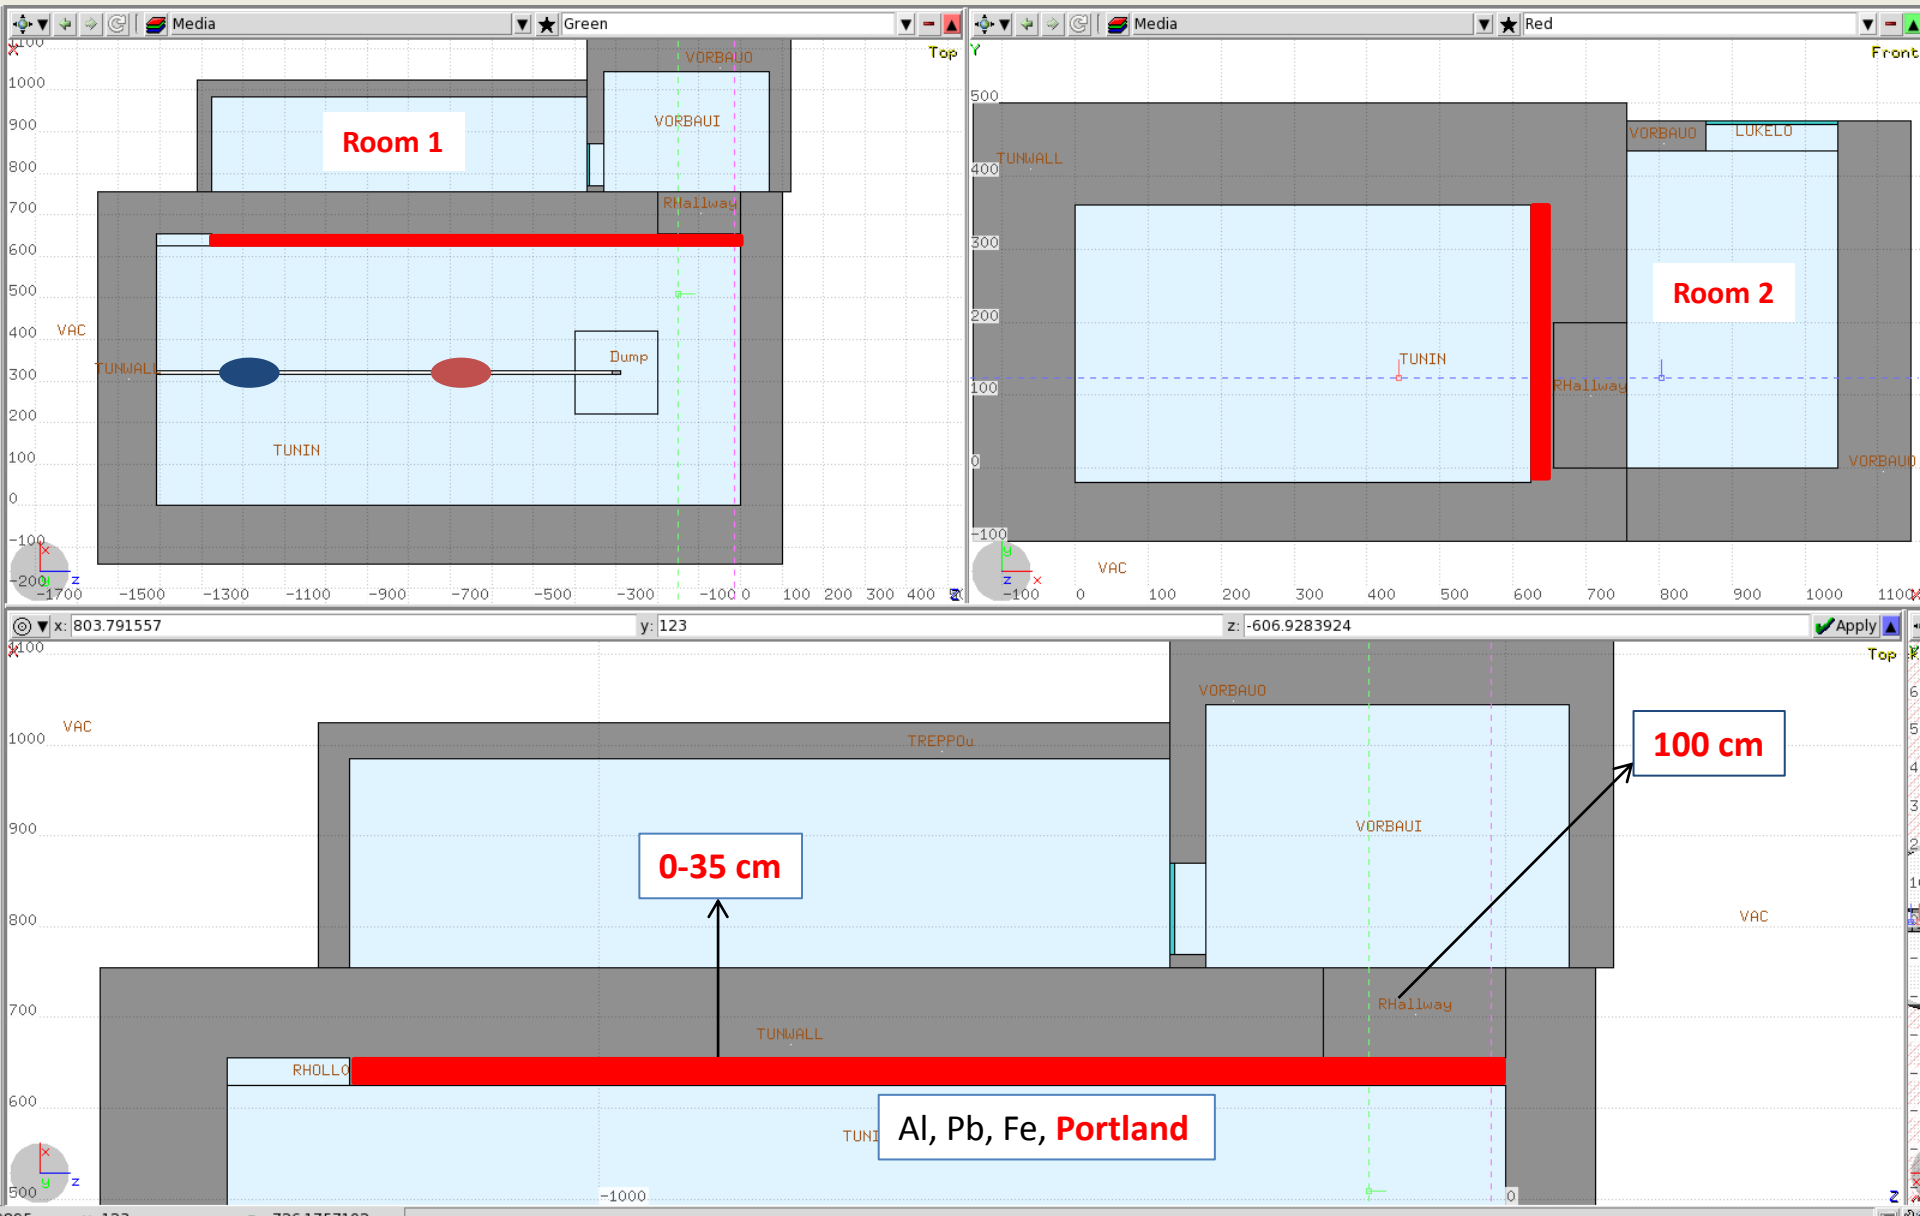 Media Green
Top
VORBAUO
Room 1
VORBAUI
RHallway
VAC
TUNWALL
Dump
TUNIN
1000
900
800
700
600
500
400
300
200
100
0
-100
-200
-1700 -1500 -1300 -1100 -900 -700 -500 -300 -100 0 100 200 300 400
Media Red
Front
500
400
300
200
100
0
-100
TUNWALL
VORBAUO LUKELO
Room 2
TUNIN
RHallway
VORBAUO
VAC
-100 0 100 200 300 400 500 600 700 800 900 1000 1100
x: 803.791557 y: 123 z: -606.9283924 Apply
Top
VORBAUO
VAC
1000
TREPPOu
100 cm
900
VORBAUI
0-35 cm
800
VAC
700
RHallway
TUNWALL
RHOLLO
600
Al, Pb, Fe, Portland
TUNI
500
-1000 0